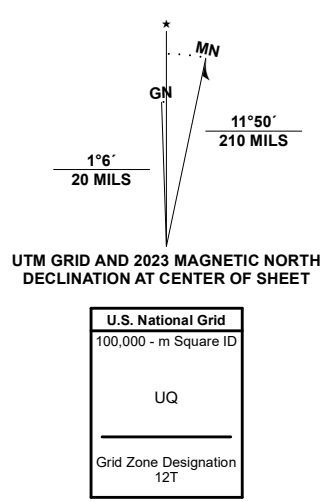 ★
MN
GN
11°50´
210 MILS
1°6´
20 MILS
UTM GRID AND 2023 MAGNETIC NORTH
DECLINATION AT CENTER OF SHEET
U.S. National Grid
100,000 - m Square ID
UQ
Grid Zone Designation
12T